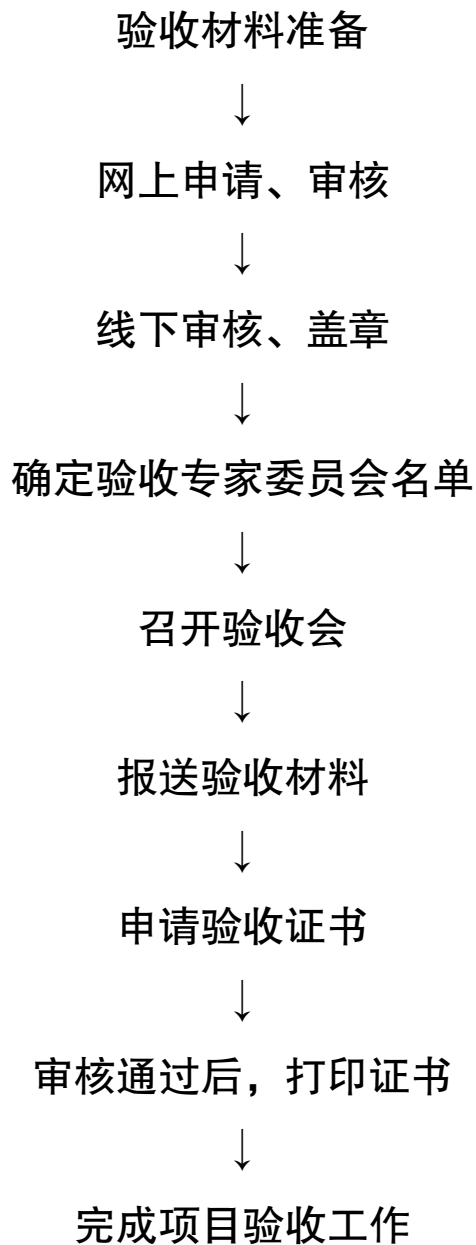 验收材料准备
↓
网上申请、审核
↓
线下审核、盖章
↓
确定验收专家委员会名单
↓
召开验收会
↓
报送验收材料
↓
申请验收证书
↓
审核通过后，打印证书
↓
完成项目验收工作